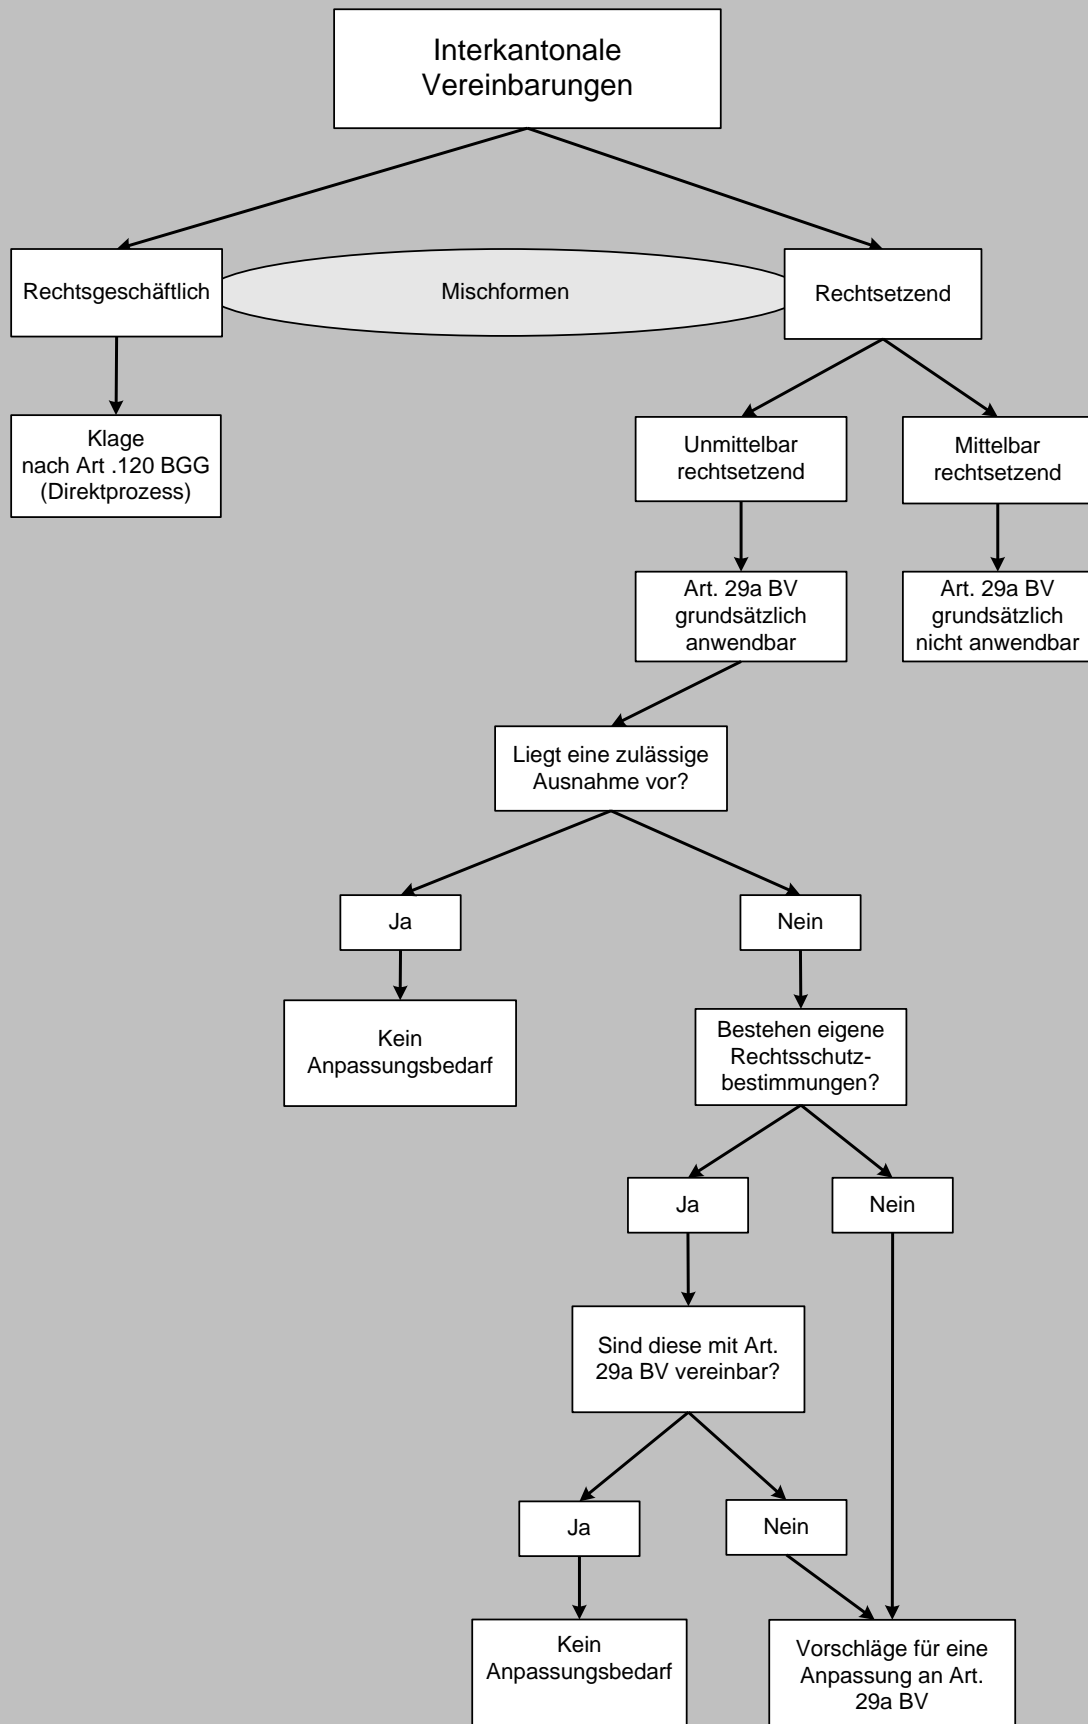 Interkantonale
Vereinbarungen
Rechtsgeschäftlich
Mischformen
Rechtsetzend
Klage
nach Art .120 BGG
(Direktprozess)
Unmittelbar
rechtsetzend
Mittelbar
rechtsetzend
Art. 29a BV
grundsätzlich
anwendbar
Art. 29a BV
grundsätzlich
nicht anwendbar
Liegt eine zulässige
Ausnahme vor?
Ja
Nein
Kein
Anpassungsbedarf
Bestehen eigene
Rechtsschutz-
bestimmungen?
Ja
Nein
Sind diese mit Art.
29a BV vereinbar?
Ja
Nein
Kein
Anpassungsbedarf
Vorschläge für eine
Anpassung an Art.
29a BV